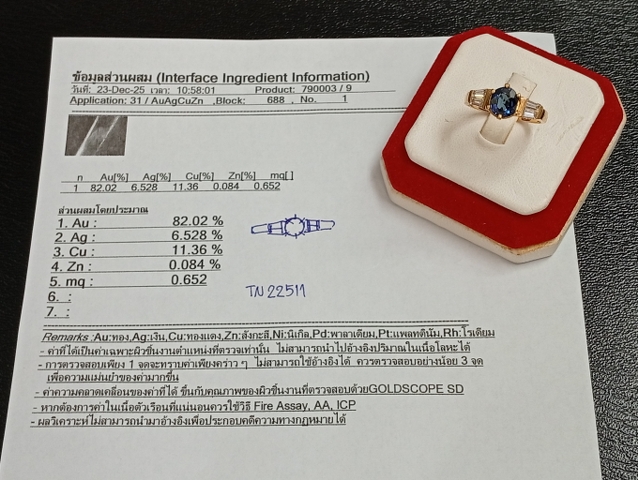 ข้อมูลส่วนผสม (Interface Ingredient Information)
วันที่: 23-Dec-25 เวลา: 10:58:01 Product: 790003 / 9
Application: 31 / AuAgCuZn ,Block: 688 , No. 1
n Au[%] Ag[%] Cu[%] Zn[%] mq[ ]
1 82.02 6.528 11.36 0.084 0.652
ส่วนผสมโดยประมาณ
1. Au : 82.02 %
2. Ag : 6.528 %
3. Cu : 11.36 %
4. Zn : 0.084 %
5. mq : 0.652
6. :
7. :
TN 22511
Remarks :Au:ทอง,Ag:เงิน,Cu:ทองแดง,Zn:สังกะสี,Ni:นิเกิล,Pd:พาลาเดียม,Pt:แพลทตินัม,Rh:โรเดียม
- ค่าที่ได้เป็นค่าเฉพาะผิวชิ้นงานตำแหน่งที่ตรวจเท่านั้น ไม่สามารถนำไปอ้างอิงปริมาณในเนื้อโลหะได้
- การตรวจสอบเพียง 1 จุดจะทราบค่าเพียงคร่าว ๆ ไม่สามารถใช้อ้างอิงได้ ควรตรวจสอบอย่างน้อย 3 จุด
เพื่อความแม่นยำของค่ามากขึ้น
- ค่าความคลาดเคลื่อนของค่าที่ได้ ขึ้นกับคุณภาพของผิวชิ้นงานที่ตรวจสอบด้วยGOLDSCOPE SD
- หากต้องการค่าในเนื้อตัวเรือนที่แน่นอนควรใช้วิธี Fire Assay, AA, ICP
- ผลวิเคราะห์ไม่สามารถนำมาอ้างอิงเพื่อประกอบคดีความทางกฎหมายได้